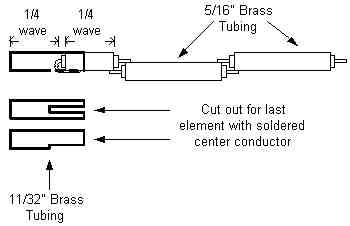 1/4 wave
1/4 wave
5/16" Brass
Tubing
Cut out for last
element with soldered
center conductor
11/32" Brass
Tubing